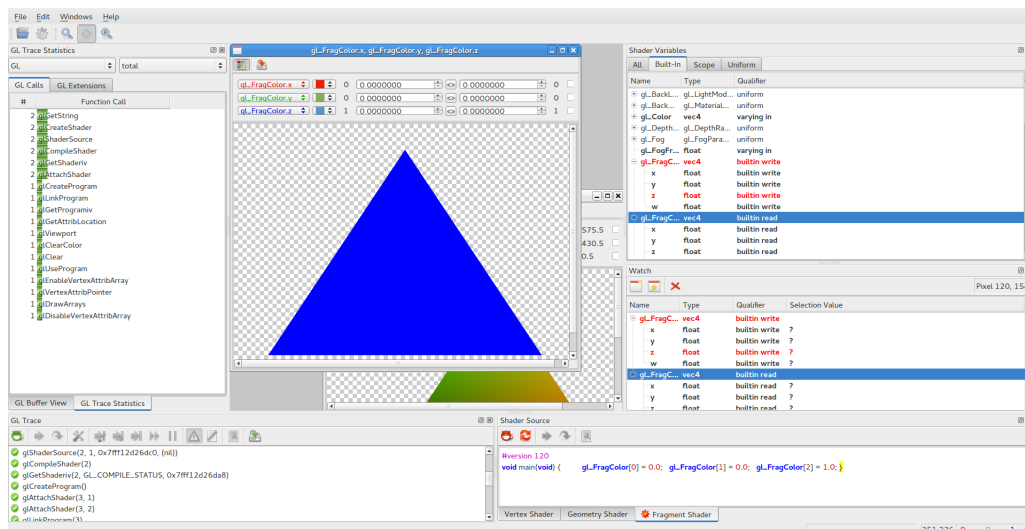 File Edit Windows Help
GL Trace Statistics
GL total
GL Calls GL Extensions
# Function Call
2 glGetString
2 glCreateShader
2 glShaderSource
2 glCompileShader
2 glGetShaderiv
2 glAttachShader
1 glCreateProgram
1 glLinkProgram
1 glGetProgramiv
1 glGetAttribLocation
1 glViewport
1 glClearColor
1 glClear
1 glUseProgram
1 glEnableVertexAttribArray
1 glVertexAttribPointer
1 glDrawArrays
1 glDisableVertexAttribArray
GL Buffer View GL Trace Statistics
gl_FragColor.x, gl_FragColor.y, gl_FragColor.z
gl_FragColor.x 0 0.0000000 <> 0.0000000 0
gl_FragColor.y 0 0.0000000 <> 0.0000000 0
gl_FragColor.z 1 0.0000000 <> 0.0000000 1
575.5
430.5
0.5
Shader Variables
All Built-In Scope Uniform
Name Type Qualifier
gl_BackL... gl_LightMod... uniform
gl_Back... gl_Material... uniform
gl_Color vec4 varying in
gl_Depth... gl_DepthRa... uniform
gl_Fog gl_FogPara... uniform
gl_FogFr... float varying in
gl_FragC... vec4 builtin write
x float builtin write
y float builtin write
z float builtin write
w float builtin write
gl_FragC... vec4 builtin read
x float builtin read
y float builtin read
z float builtin read
Watch
Pixel 120, 15
Name Type Qualifier Selection Value
gl_FragC... vec4 builtin write
x float builtin write ?
y float builtin write ?
z float builtin write ?
w float builtin write ?
gl_FragC... vec4 builtin read
x float builtin read ?
y float builtin read ?
z float builtin read ?
GL Trace
glShaderSource(2, 1, 0x7fff12d26dc0, (nil))
glCompileShader(2)
glGetShaderiv(2, GL_COMPILE_STATUS, 0x7fff12d26da8)
glCreateProgram()
glAttachShader(3, 1)
glAttachShader(3, 2)
glLinkProgram(3)
Shader Source
#version 120
void main(void) { gl_FragColor[0] = 0.0; gl_FragColor[1] = 0.0; gl_FragColor[2] = 1.0; }
Vertex Shader Geometry Shader Fragment Shader